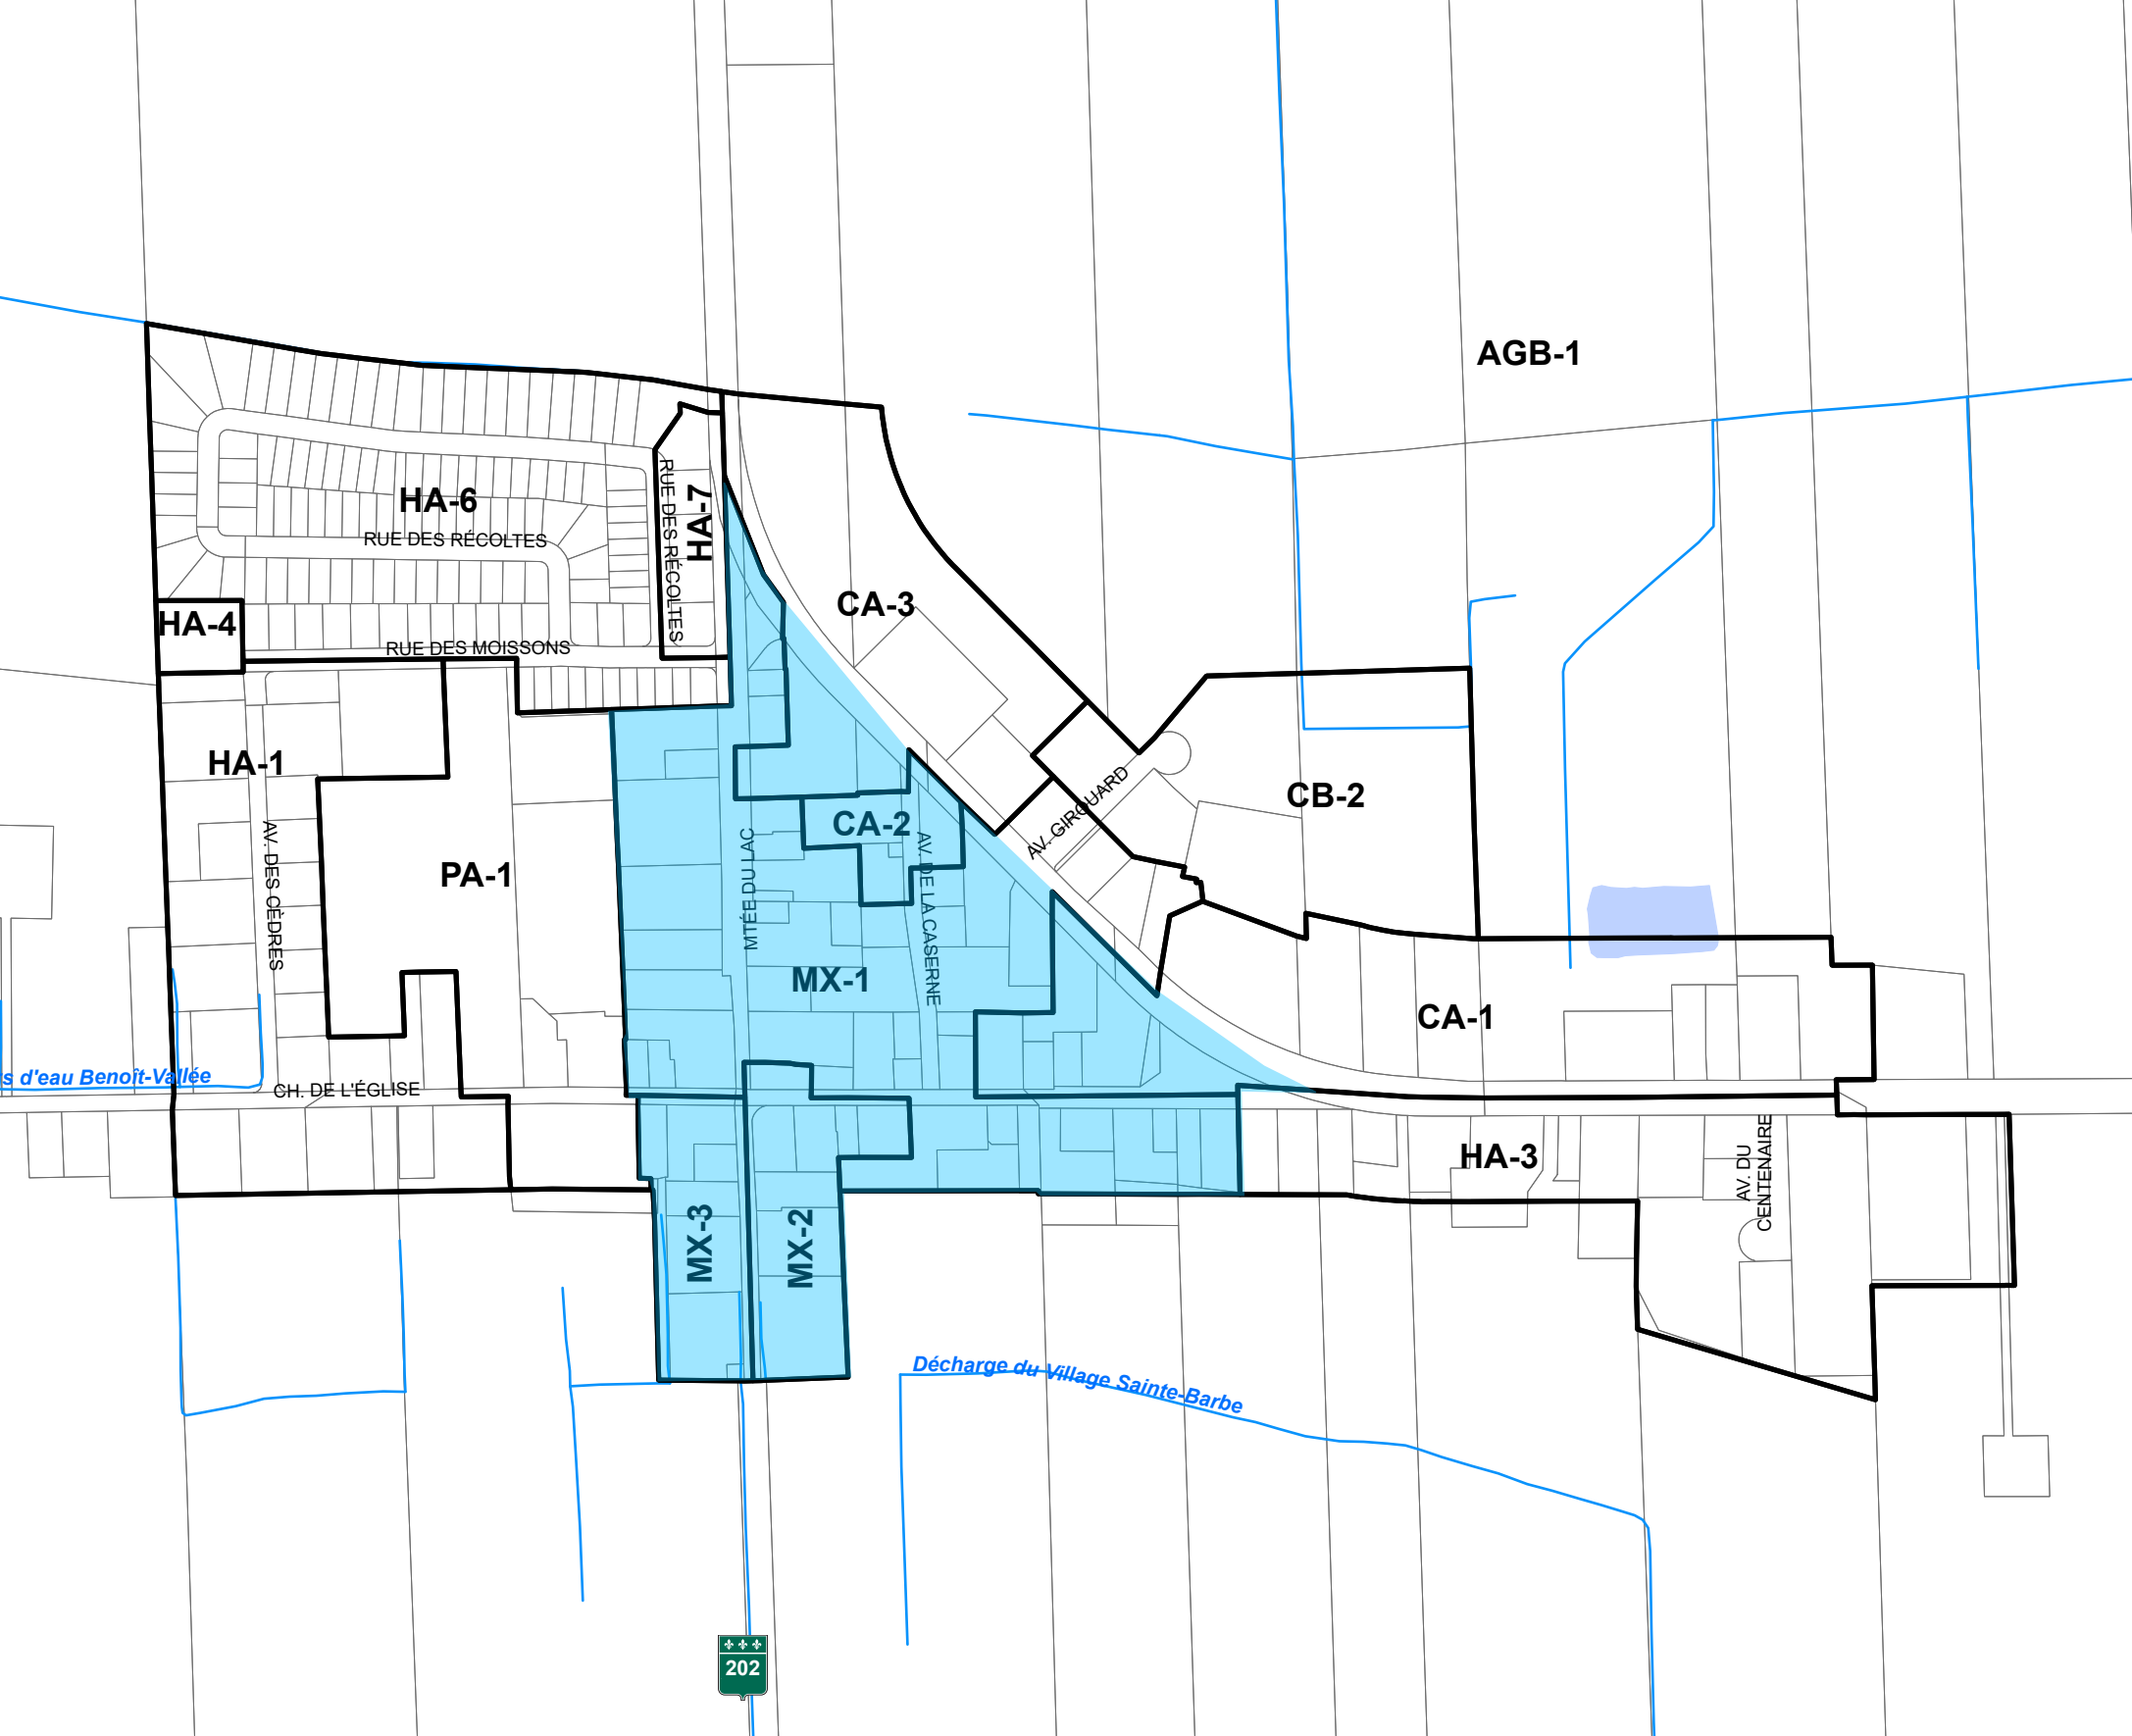 AGB-1
HA-6
HA-7
RUE DES RÉCOLTES
RUE DES RÉCOLTES
CA-3
HA-4
RUE DES MOISSONS
HA-1
CB-2
AV. GIROUARD
CA-2
MTÉE DU LAC
AV. DE LA CASERNE
AV. DES CÈDRES
PA-1
MX-1
CA-1
s d'eau Benoît-Vallée
CH. DE L'ÉGLISE
HA-3
AV. DU
CENTENAIRE
MX-3
MX-2
Décharge du Village Sainte-Barbe
202